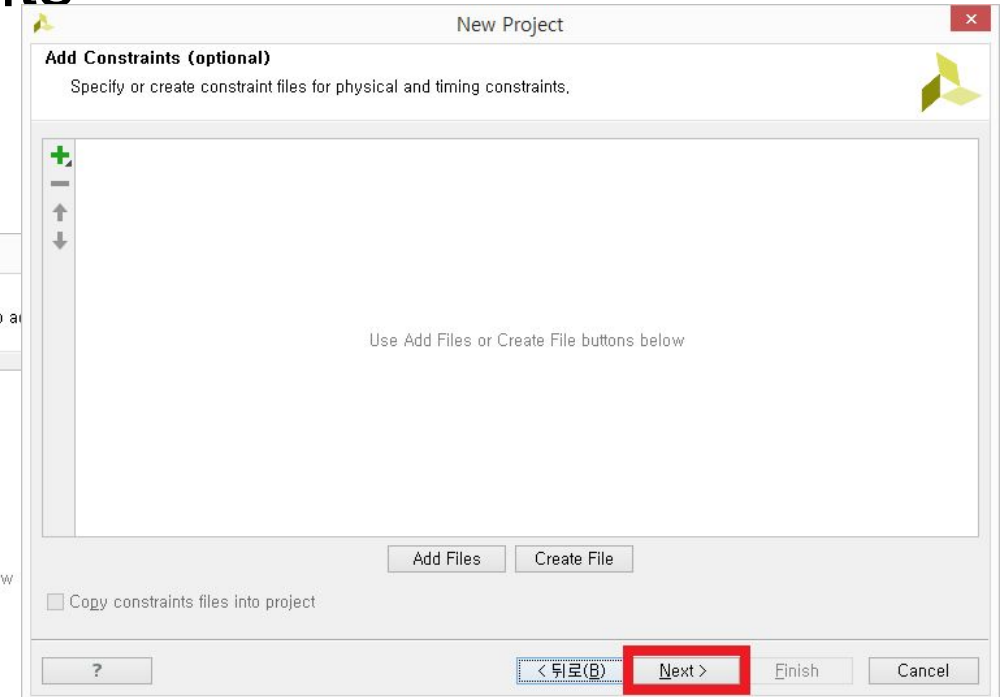 New Project
Add Constraints (optional)
Specify or create constraint files for physical and timing constraints.
Use Add Files or Create File buttons below
Add Files
Create File
w
Copy constraints files into project
?
< 뒤로(B)
Next >
Finish
Cancel